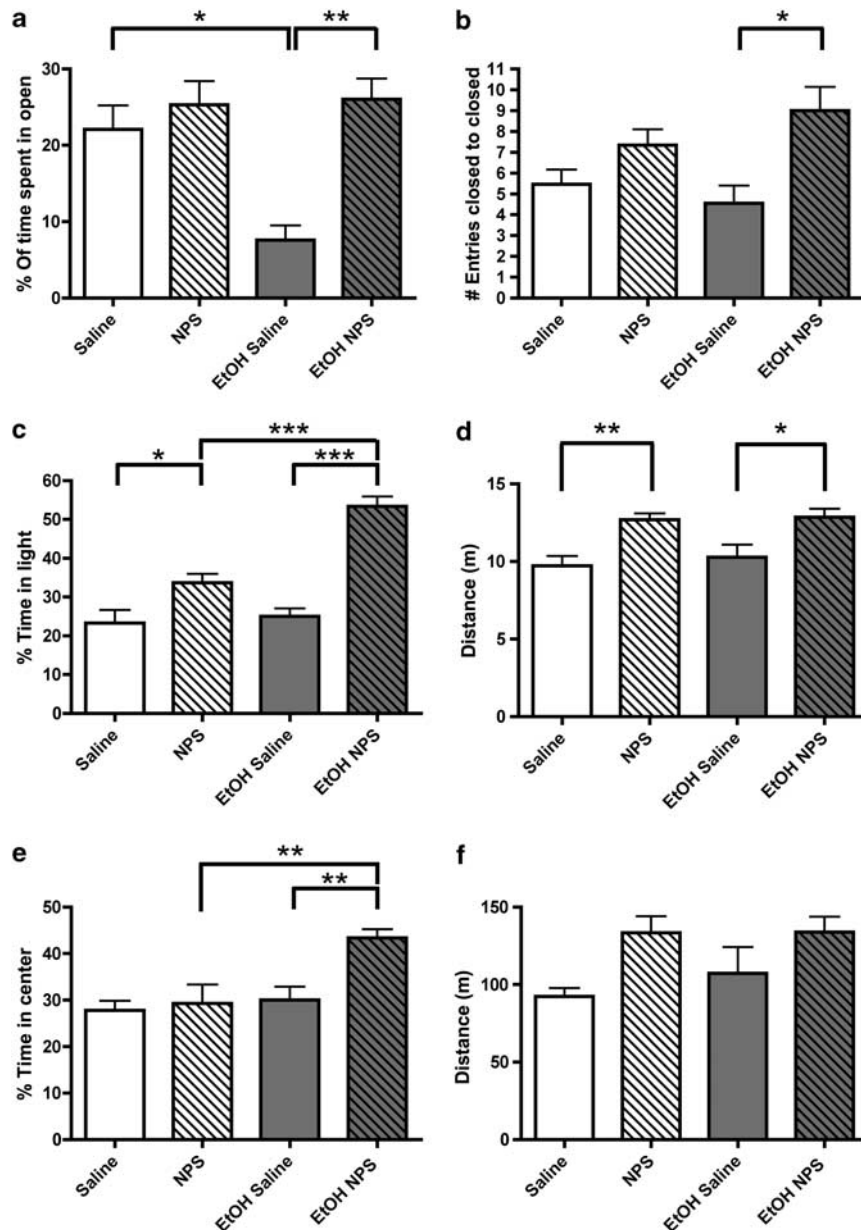 a
* **
% Of time spent in open
30
20
10
0
Saline
NPS
EtOH Saline
EtOH NPS
b
*
# Entries closed to closed
11
10
9
8
7
6
5
4
3
2
1
0
Saline
NPS
EtOH Saline
EtOH NPS
c
***
* ***
% Time in light
60
50
40
30
20
10
0
Saline
NPS
EtOH Saline
EtOH NPS
d
** *
Distance (m)
15
10
5
0
Saline
NPS
EtOH Saline
EtOH NPS
e
**
**
% Time in center
50
40
30
20
10
0
Saline
NPS
EtOH Saline
EtOH NPS
f
Distance (m)
150
100
50
0
Saline
NPS
EtOH Saline
EtOH NPS